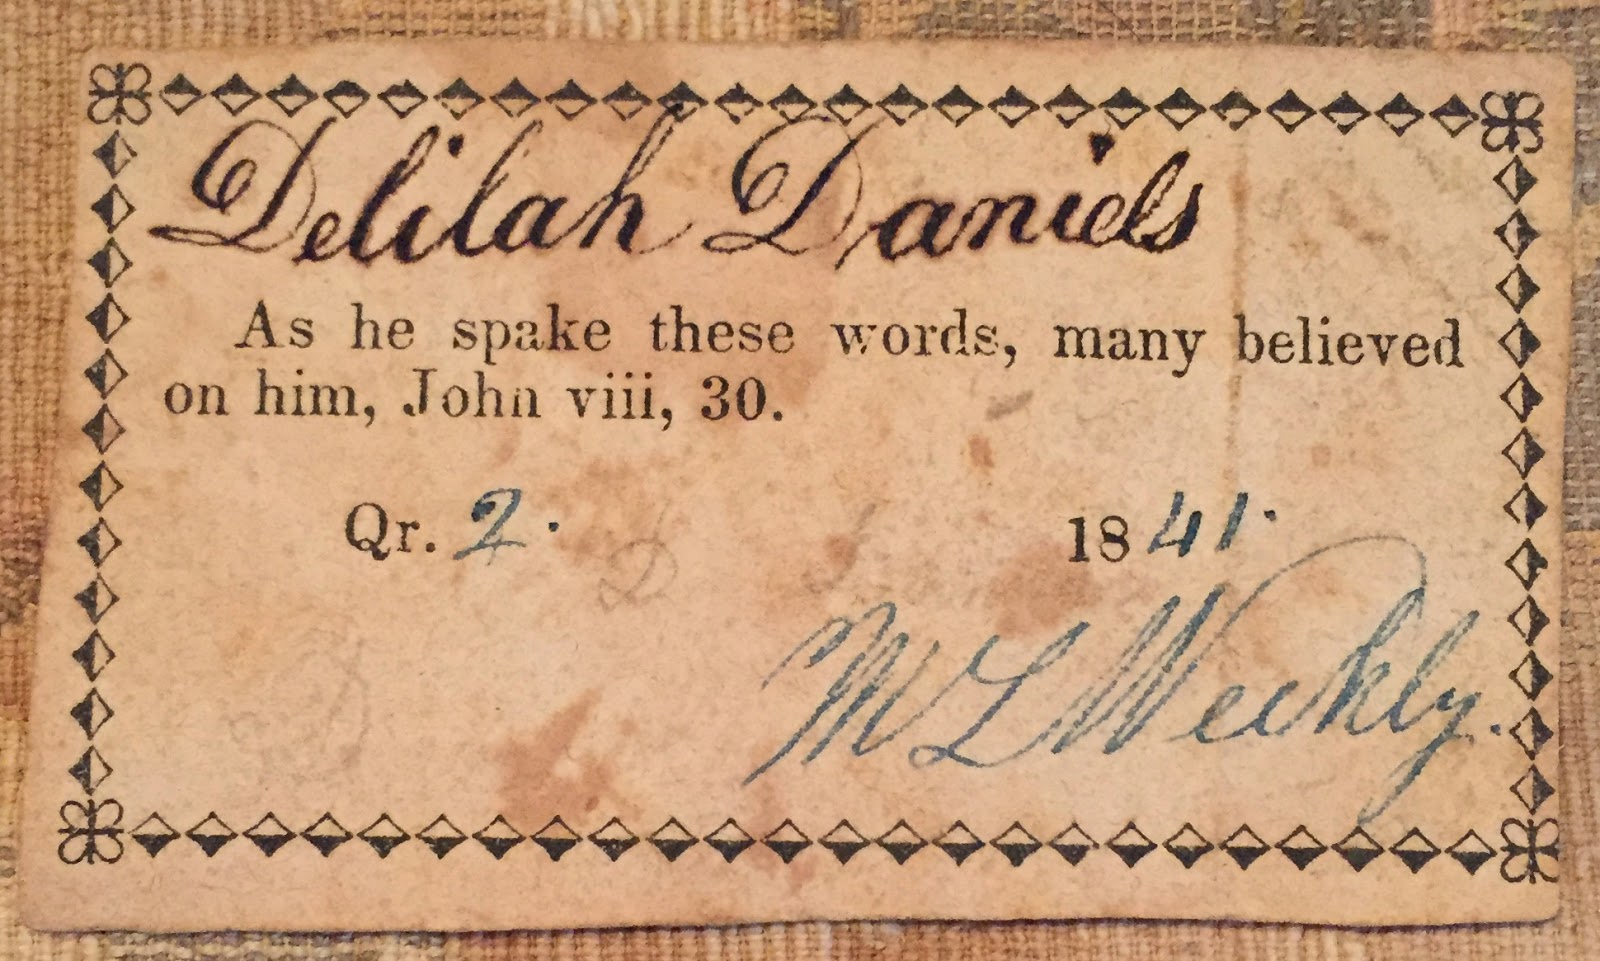 Delilah Daniels
As he spake these words, many believed
on him, John viii, 30.
Qr. 2. 1841.
M L Weekly.